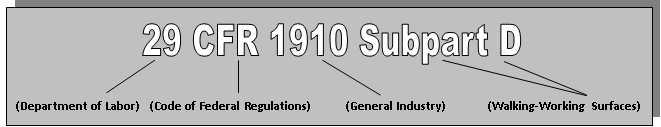 29 CFR 1910 Subpart D
(Department of Labor) (Code of Federal Regulations) (General Industry) (Walking-Working Surfaces)